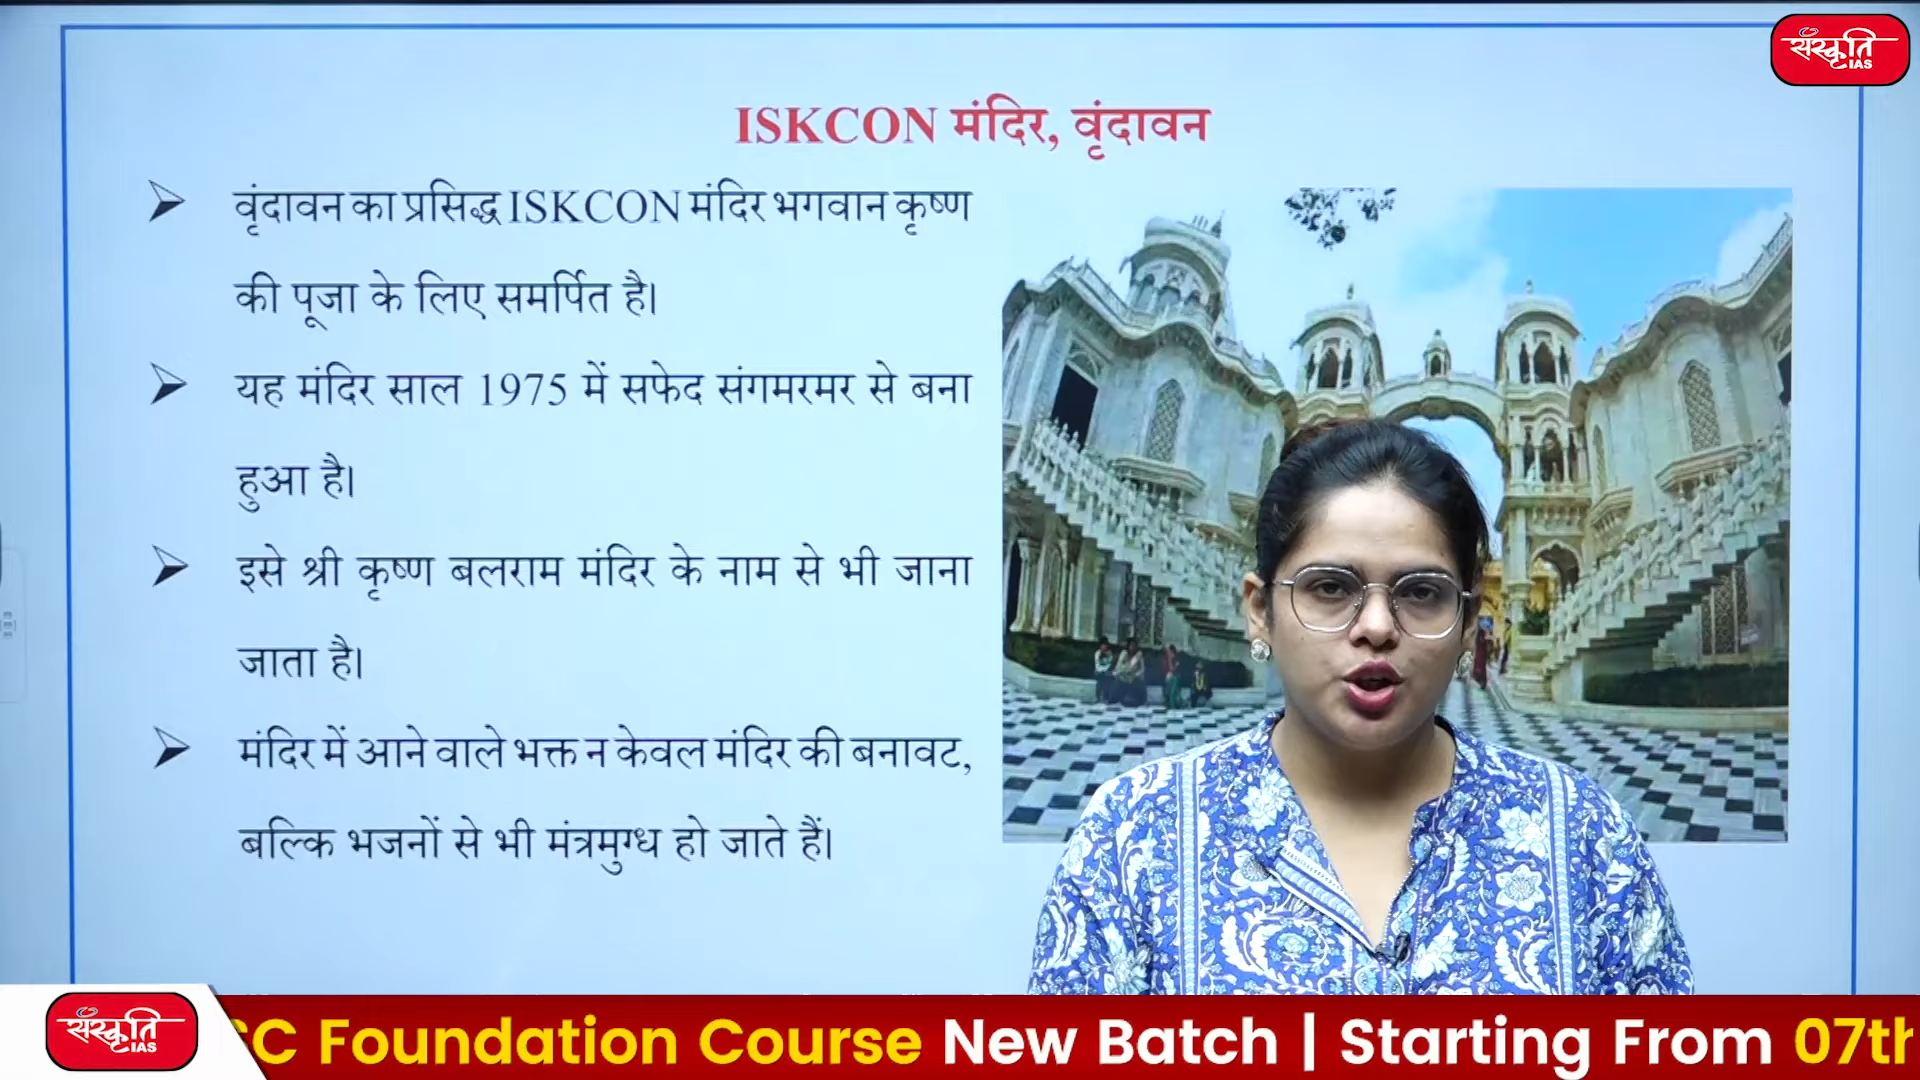 संस्कृति
IAS
ISKCON मंदिर, वृंदावन
वृंदावन का प्रसिद्ध ISKCON मंदिर भगवान कृष्ण
की पूजा के लिए समर्पित है।
यह मंदिर साल 1975 में सफेद संगमरमर से बना
हुआ है।
इसे श्री कृष्ण बलराम मंदिर के नाम से भी जाना
जाता है।
मंदिर में आने वाले भक्त न केवल मंदिर की बनावट,
बल्कि भजनों से भी मंत्रमुग्ध हो जाते हैं।
संस्कृति
IAS
SC Foundation Course New Batch | Starting From 07th